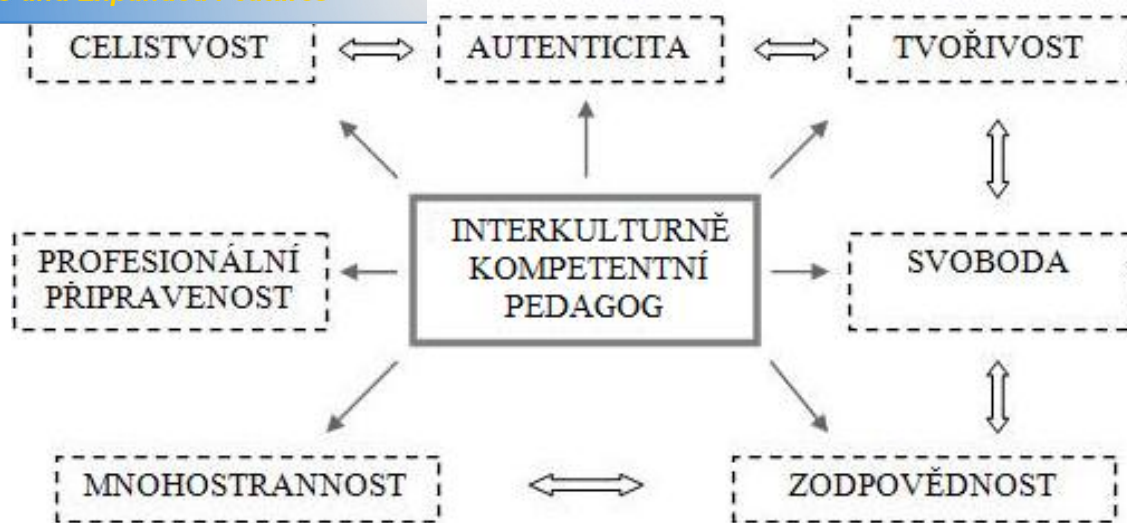 CELISTVOST
AUTENTICITA
TVOŘIVOST
INTERKULTURNĚ
KOMPETENTNÍ
PEDAGOG
PROFESIONÁLNÍ
PŘIPRAVENOST
SVOBODA
MNOHOSTRANNOST
ZODPOVĚDNOST